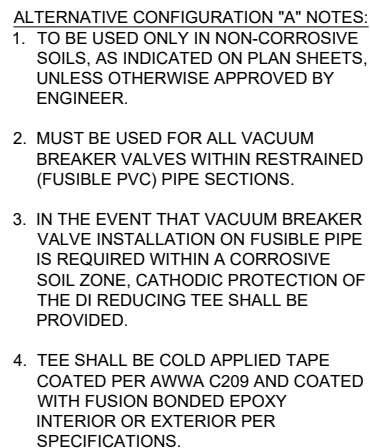 ALTERNATIVE CONFIGURATION "A" NOTES:
1. TO BE USED ONLY IN NON-CORROSIVE
SOILS, AS INDICATED ON PLAN SHEETS,
UNLESS OTHERWISE APPROVED BY
ENGINEER.
2. MUST BE USED FOR ALL VACUUM
BREAKER VALVES WITHIN RESTRAINED
(FUSIBLE PVC) PIPE SECTIONS.
3. IN THE EVENT THAT VACUUM BREAKER
VALVE INSTALLATION ON FUSIBLE PIPE
IS REQUIRED WITHIN A CORROSIVE
SOIL ZONE, CATHODIC PROTECTION OF
THE DI REDUCING TEE SHALL BE
PROVIDED.
4. TEE SHALL BE COLD APPLIED TAPE
COATED PER AWWA C209 AND COATED
WITH FUSION BONDED EPOXY
INTERIOR OR EXTERIOR PER
SPECIFICATIONS.